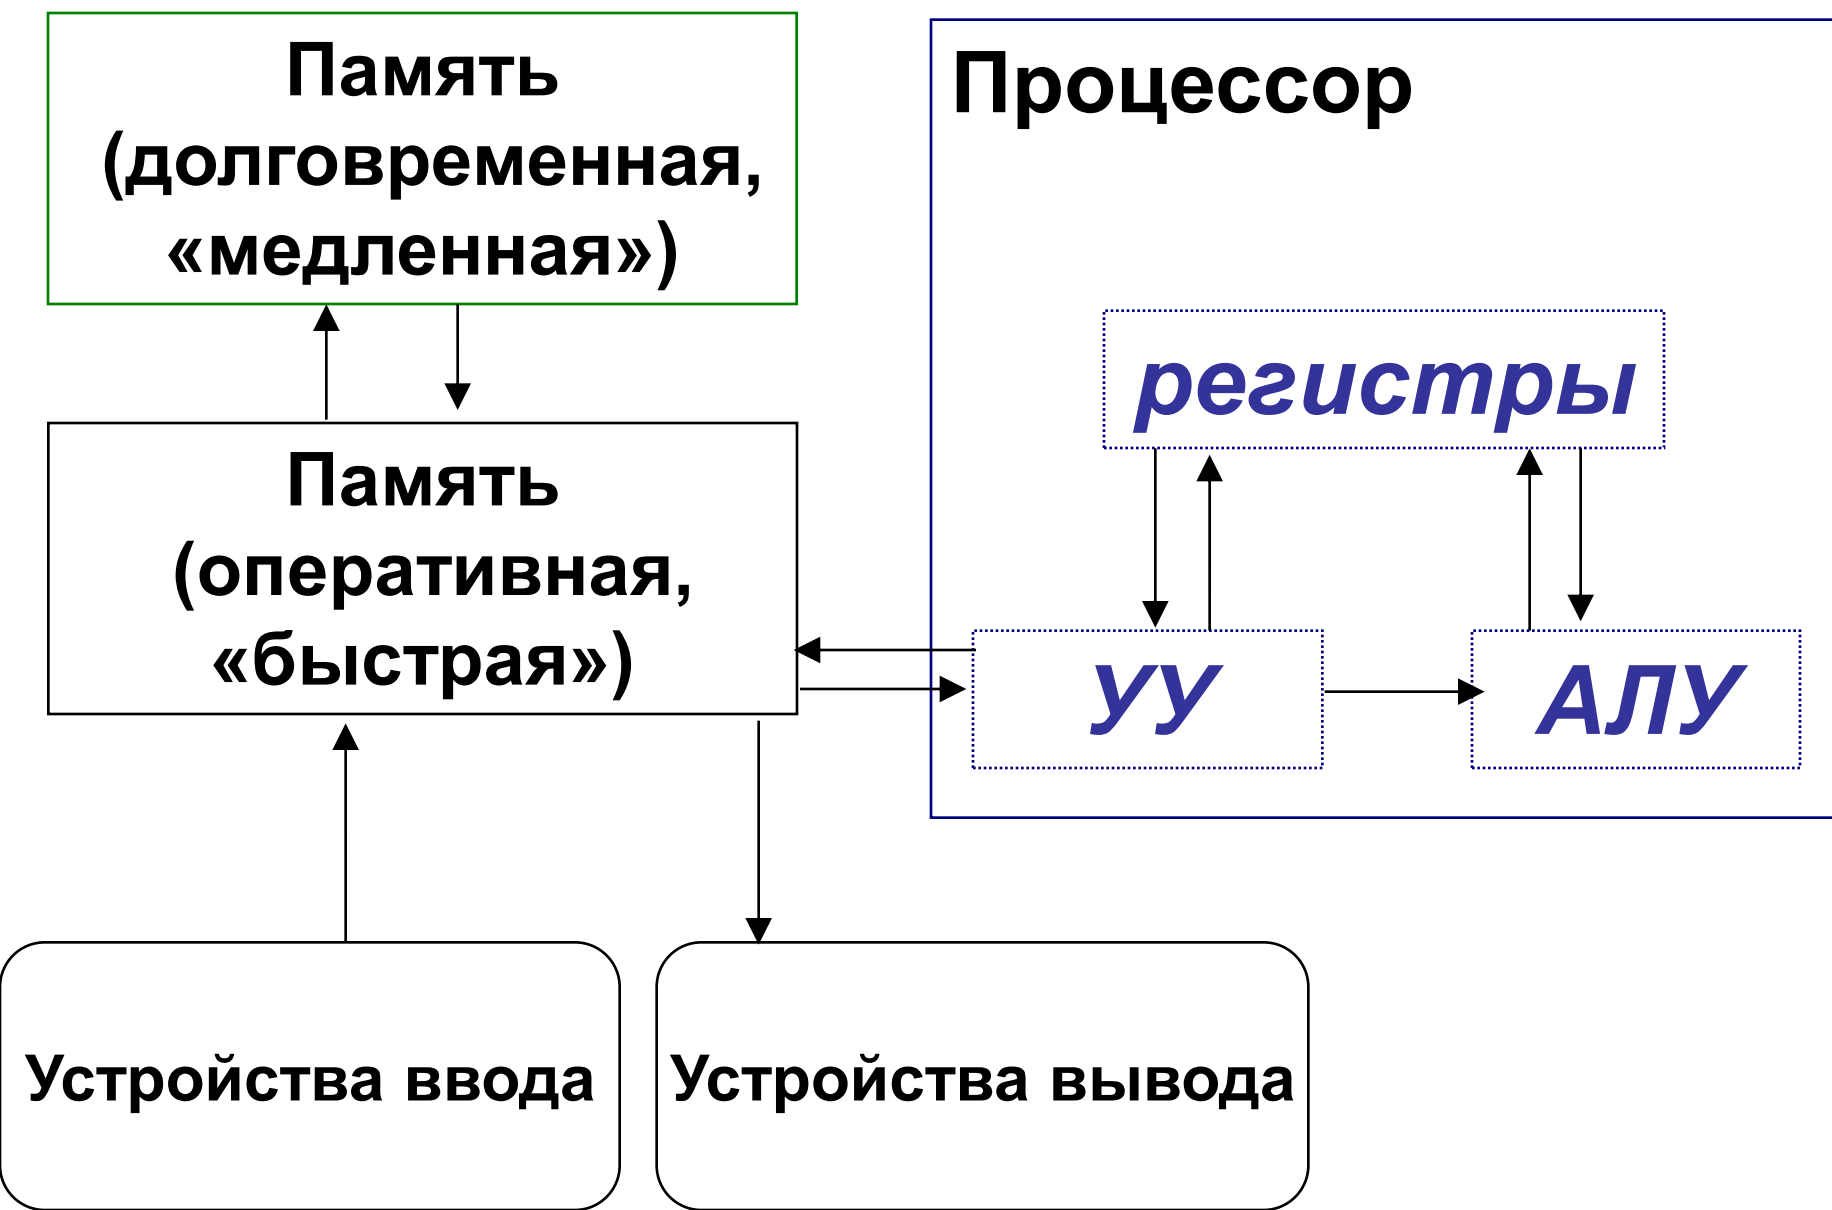 Память
(долговременная,
«медленная»)
Процессор
регистры
Память
(оперативная,
«быстрая»)
УУ
АЛУ
Устройства ввода
Устройства вывода